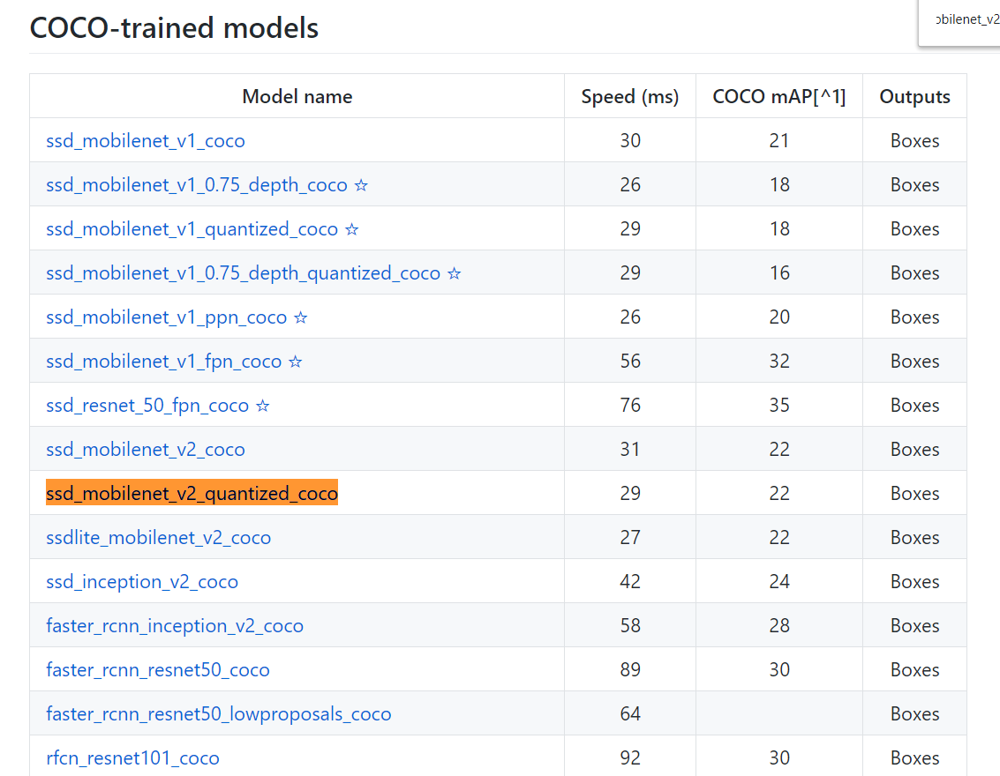 COCO-trained models
obilenet_v2
Model name Speed (ms) COCO mAP[^1] Outputs
ssd_mobilenet_v1_coco 30 21 Boxes
ssd_mobilenet_v1_0.75_depth_coco ☆ 26 18 Boxes
ssd_mobilenet_v1_quantized_coco ☆ 29 18 Boxes
ssd_mobilenet_v1_0.75_depth_quantized_coco ☆ 29 16 Boxes
ssd_mobilenet_v1_ppn_coco ☆ 26 20 Boxes
ssd_mobilenet_v1_fpn_coco ☆ 56 32 Boxes
ssd_resnet_50_fpn_coco ☆ 76 35 Boxes
ssd_mobilenet_v2_coco 31 22 Boxes
ssd_mobilenet_v2_quantized_coco 29 22 Boxes
ssdlite_mobilenet_v2_coco 27 22 Boxes
ssd_inception_v2_coco 42 24 Boxes
faster_rcnn_inception_v2_coco 58 28 Boxes
faster_rcnn_resnet50_coco 89 30 Boxes
faster_rcnn_resnet50_lowproposals_coco 64 Boxes
rfcn_resnet101_coco 92 30 Boxes